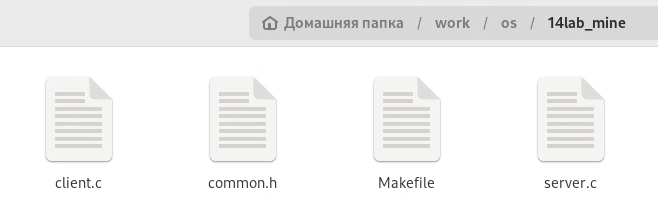 Домашняя папка / work / os / 14lab_mine
client.c common.h Makefile server.c